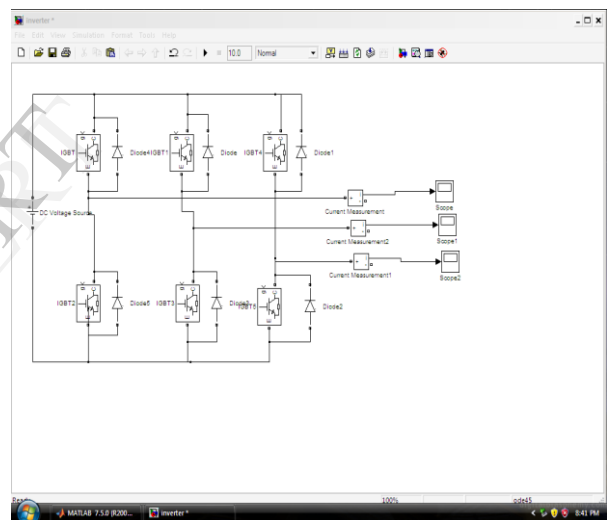 inverter *
File Edit View Simulation Format Tools Help
10.0 Normal
IGBT Diode4 IGBT1 Diode IGBT4 Diode1
DC Voltage Source
Current Measurement Scope
Current Measurement2 Scope1
Current Measurement1 Scope2
IGBT2 Diode5 IGBT3 IGBT5 Diode2
100% ode45
MATLAB 7.5.0 (R200... inverter * 8:41 PM